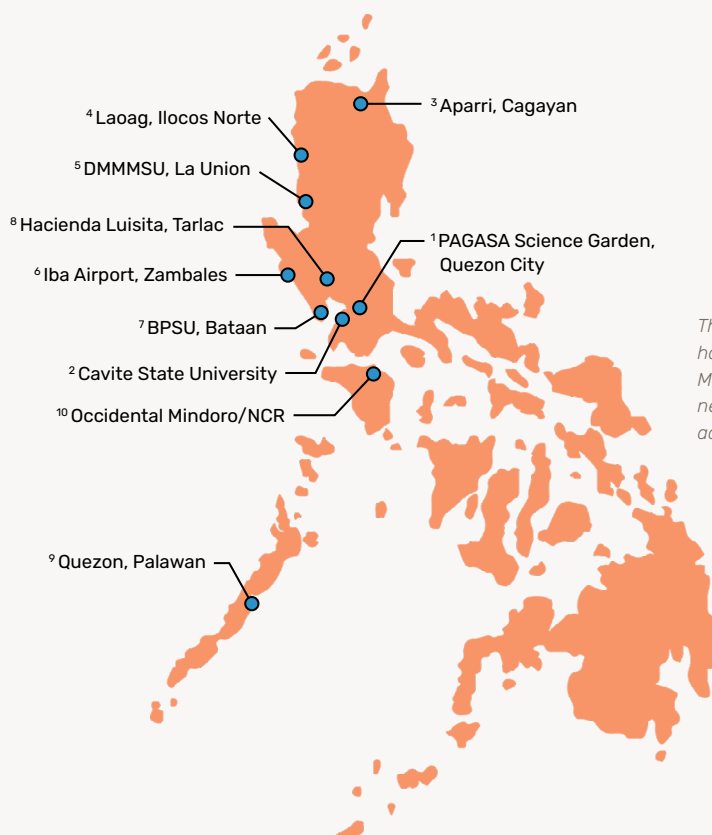 ³ Aparri, Cagayan
⁴ Laoag, Ilocos Norte
⁵ DMMMSU, La Union
⁸ Hacienda Luisita, Tarlac
¹ PAGASA Science Garden,
Quezon City
⁶ Iba Airport, Zambales
⁷ BPSU, Bataan
² Cavite State University
¹⁰ Occidental Mindoro/NCR
⁹ Quezon, Palawan